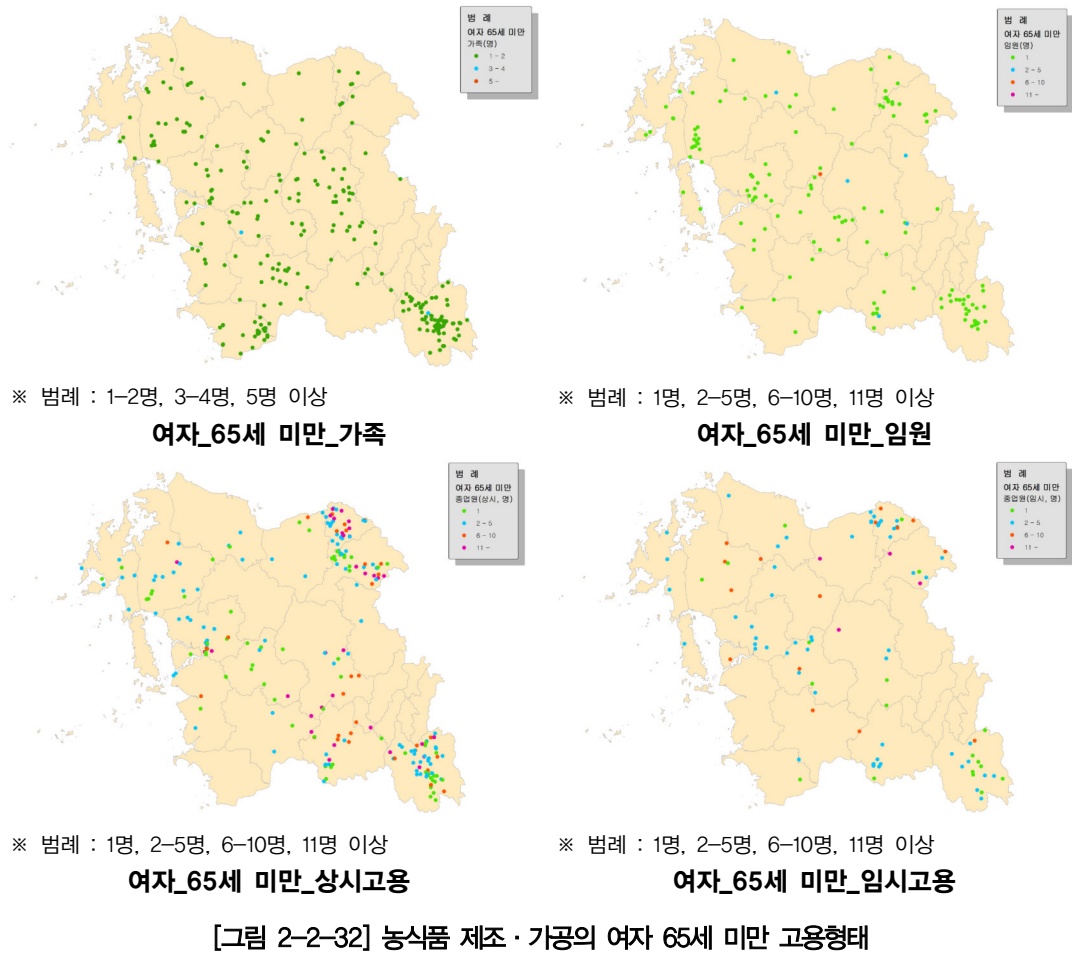 범 례
여자 65세 미만
가족(명)
1 - 2
3 - 4
5 -
※ 범례 : 1-2명, 3-4명, 5명 이상
여자_65세 미만_가족
범 례
여자 65세 미만
임원(명)
1
2 - 5
6 - 10
11 -
※ 범례 : 1명, 2-5명, 6-10명, 11명 이상
여자_65세 미만_임원
범 례
여자 65세 미만
종업원(상시, 명)
1
2 - 5
6 - 10
11 -
※ 범례 : 1명, 2-5명, 6-10명, 11명 이상
여자_65세 미만_상시고용
범 례
여자 65세 미만
종업원(임시, 명)
1
2 - 5
6 - 10
11 -
※ 범례 : 1명, 2-5명, 6-10명, 11명 이상
여자_65세 미만_임시고용
[그림 2-2-32] 농식품 제조·가공의 여자 65세 미만 고용형태